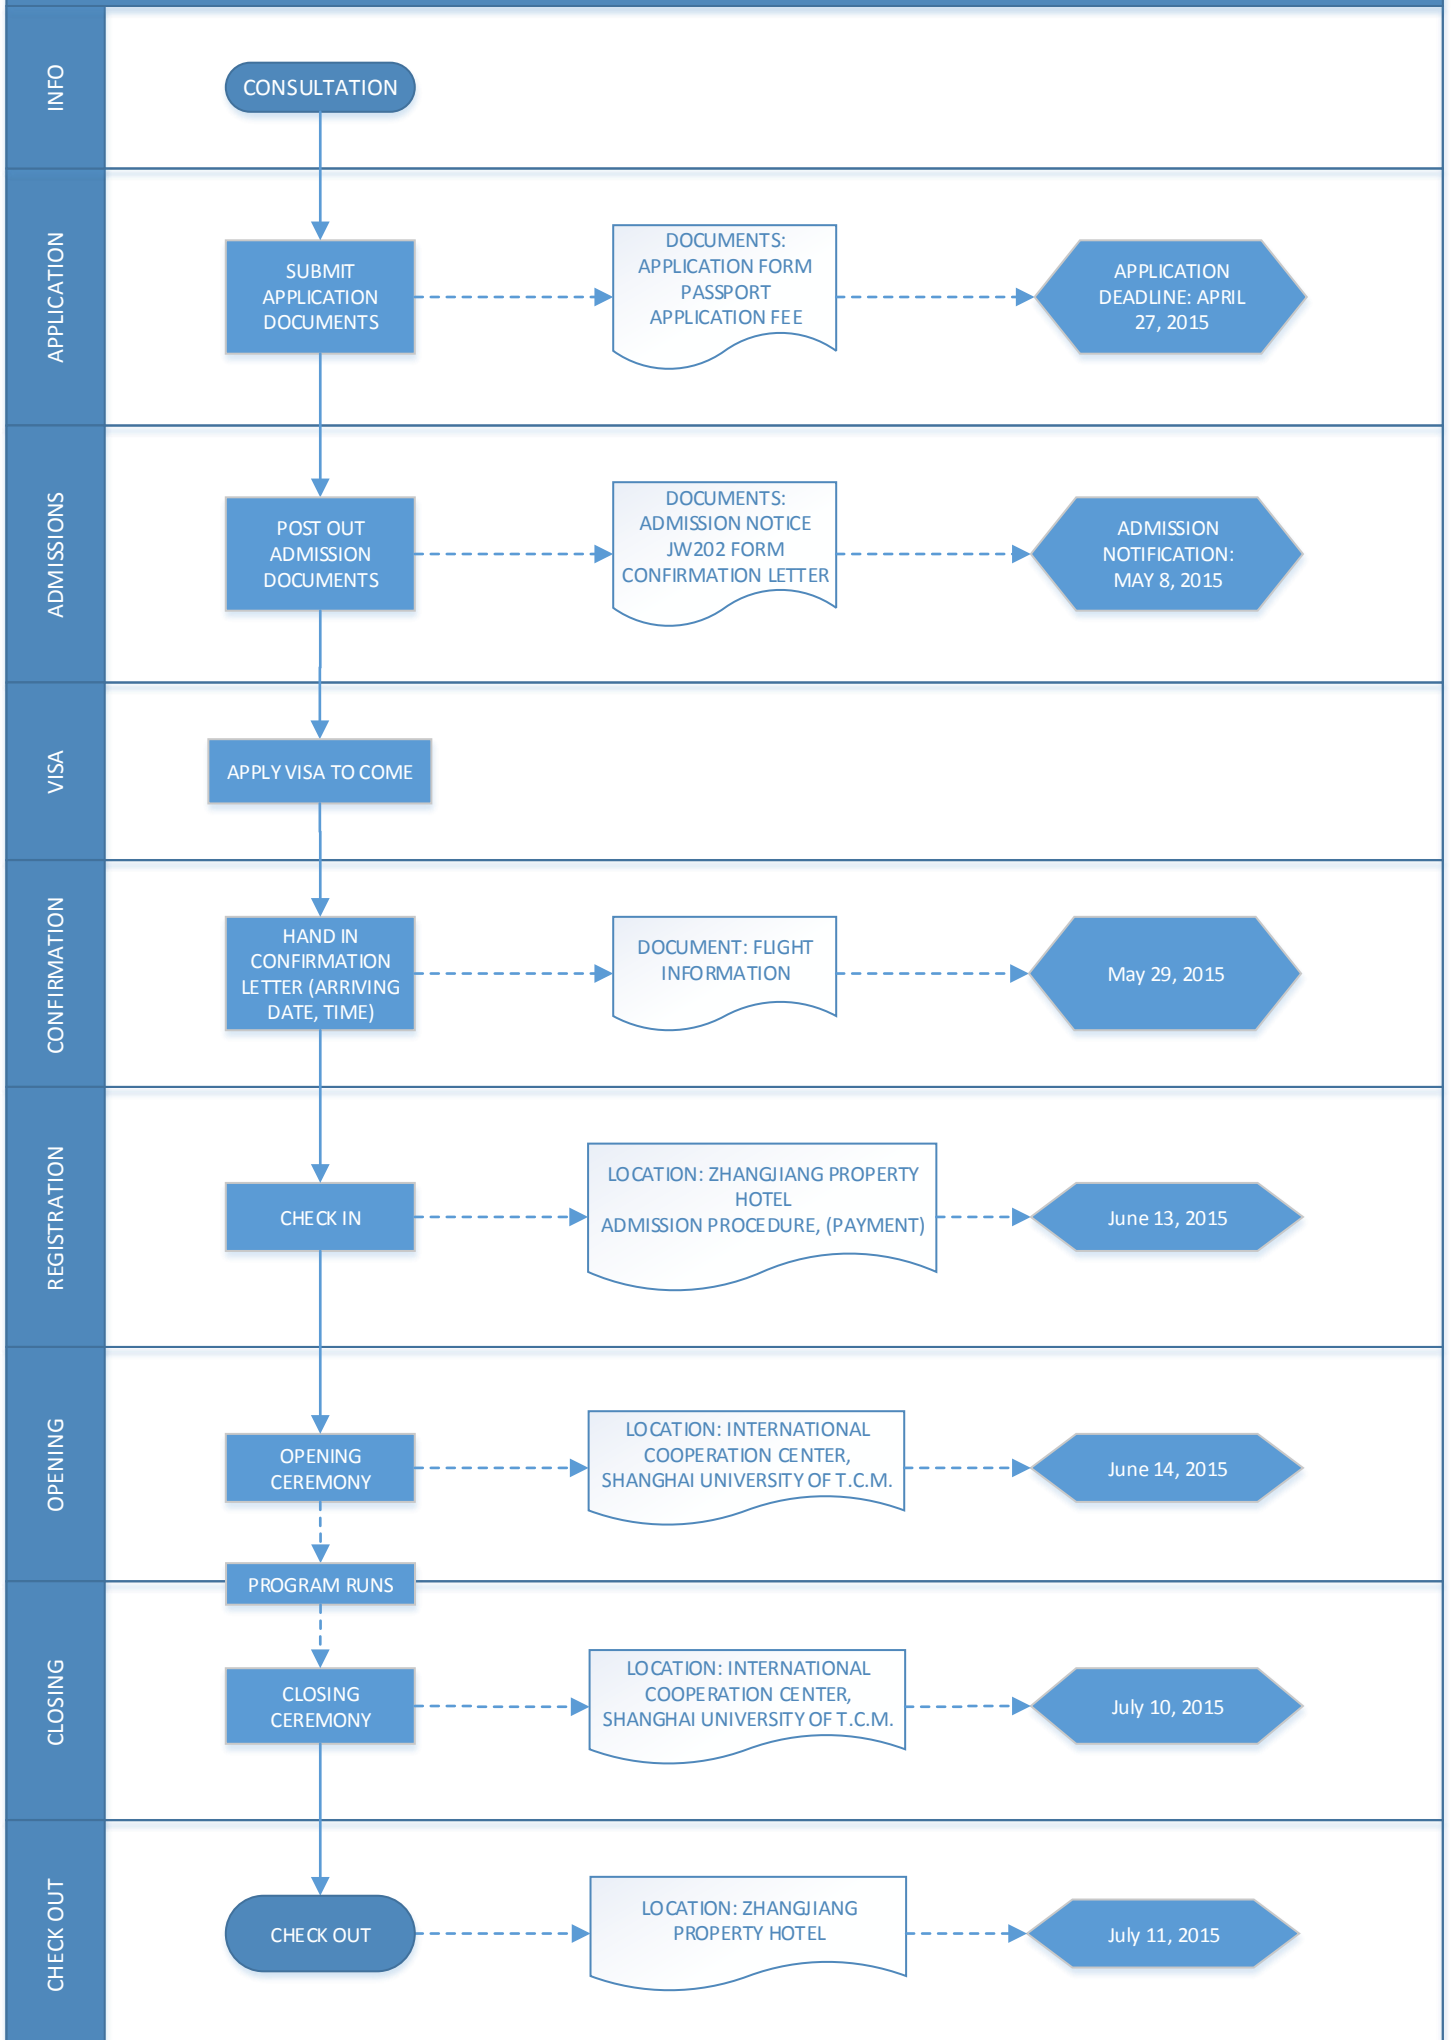 INFO
CONSULTATION
APPLICATION
SUBMIT
APPLICATION
DOCUMENTS
DOCUMENTS:
APPLICATION FORM
PASSPORT
APPLICATION FEE
APPLICATION
DEADLINE: APRIL
27, 2015
ADMISSIONS
POST OUT
ADMISSION
DOCUMENTS
DOCUMENTS:
ADMISSION NOTICE
JW202 FORM
CONFIRMATION LETTER
ADMISSION
NOTIFICATION:
MAY 8, 2015
VISA
APPLY VISA TO COME
CONFIRMATION
HAND IN
CONFIRMATION
LETTER (ARRIVING
DATE, TIME)
DOCUMENT: FLIGHT
INFORMATION
May 29, 2015
REGISTRATION
CHECK IN
LOCATION: ZHANGJIANG PROPERTY
HOTEL
ADMISSION PROCEDURE, (PAYMENT)
June 13, 2015
OPENING
OPENING
CEREMONY
LOCATION: INTERNATIONAL
COOPERATION CENTER,
SHANGHAI UNIVERSITY OF T.C.M.
June 14, 2015
PROGRAM RUNS
CLOSING
CLOSING
CEREMONY
LOCATION: INTERNATIONAL
COOPERATION CENTER,
SHANGHAI UNIVERSITY OF T.C.M.
July 10, 2015
CHECK OUT
CHECK OUT
LOCATION: ZHANGJIANG
PROPERTY HOTEL
July 11, 2015